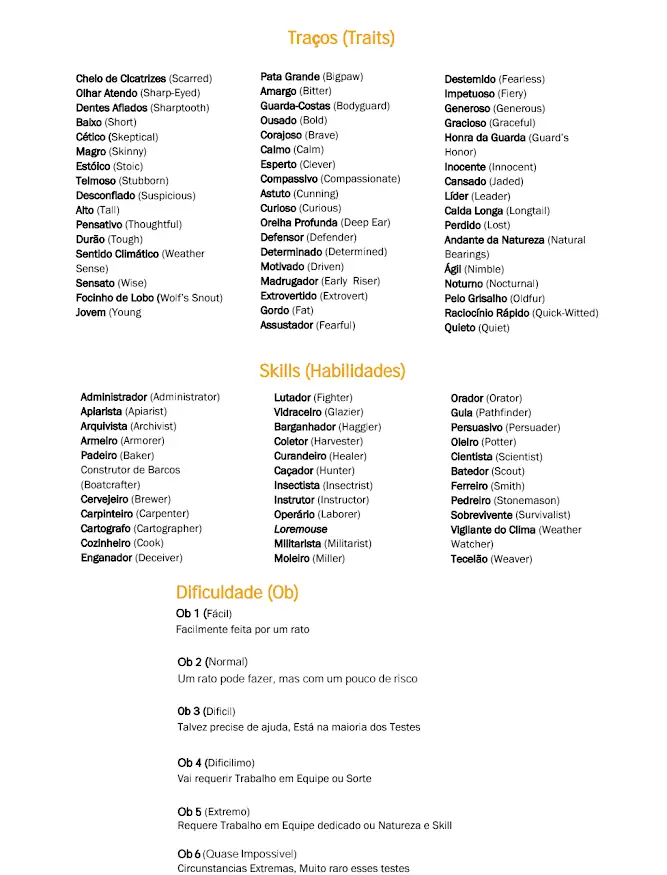 Traços (Traits)
Cheio de Cicatrizes (Scarred)
Olhar Atendo (Sharp-Eyed)
Dentes Afiados (Sharptooth)
Baixo (Short)
Cético (Skeptical)
Magro (Skinny)
Estóico (Stoic)
Teimoso (Stubborn)
Desconfiado (Suspicious)
Alto (Tall)
Pensativo (Thoughtful)
Durão (Tough)
Sentido Climático (Weather
Sense)
Sensato (Wise)
Focinho de Lobo (Wolf's Snout)
Jovem (Young
Pata Grande (Bigpaw)
Amargo (Bitter)
Guarda-Costas (Bodyguard)
Ousado (Bold)
Corajoso (Brave)
Calmo (Calm)
Esperto (Clever)
Compassivo (Compassionate)
Astuto (Cunning)
Curioso (Curious)
Orelha Profunda (Deep Ear)
Defensor (Defender)
Determinado (Determined)
Motivado (Driven)
Madrugador (Early Riser)
Extrovertido (Extrovert)
Gordo (Fat)
Assustador (Fearful)
Destemido (Fearless)
Impetuoso (Fiery)
Generoso (Generous)
Gracioso (Graceful)
Honra da Guarda (Guard's
Honor)
Inocente (Innocent)
Cansado (Jaded)
Líder (Leader)
Calda Longa (Longtail)
Perdido (Lost)
Andante da Natureza (Natural
Bearings)
Ágil (Nimble)
Noturno (Nocturnal)
Pelo Grisalho (Oldfur)
Raciocínio Rápido (Quick-Witted)
Quieto (Quiet)
Skills (Habilidades)
Administrador (Administrator)
Apiarista (Apiarist)
Arquivista (Archivist)
Armeiro (Armorer)
Padeiro (Baker)
Construtor de Barcos
(Boatcrafter)
Cervejeiro (Brewer)
Carpinteiro (Carpenter)
Cartografo (Cartographer)
Cozinheiro (Cook)
Enganador (Deceiver)
Lutador (Fighter)
Vidraceiro (Glazier)
Barganhador (Haggler)
Coletor (Harvester)
Curandeiro (Healer)
Caçador (Hunter)
Insectista (Insectrist)
Instrutor (Instructor)
Operário (Laborer)
Loremouse
Militarista (Militarist)
Moleiro (Miller)
Orador (Orator)
Guia (Pathfinder)
Persuasivo (Persuader)
Oleiro (Potter)
Cientista (Scientist)
Batedor (Scout)
Ferreiro (Smith)
Pedreiro (Stonemason)
Sobrevivente (Survivalist)
Vigilante do Clima (Weather
Watcher)
Tecelão (Weaver)
Dificuldade (Ob)
Ob 1 (Fácil)
Facilmente feita por um rato
Ob 2 (Normal)
Um rato pode fazer, mas com um pouco de risco
Ob 3 (Dificil)
Talvez precise de ajuda, Está na maioria dos Testes
Ob 4 (Dificilimo)
Vai requerir Trabalho em Equipe ou Sorte
Ob 5 (Extremo)
Requere Trabalho em Equipe dedicado ou Natureza e Skill
Ob 6 (Quase Impossivel)
Circunstancias Extremas, Muito raro esses testes